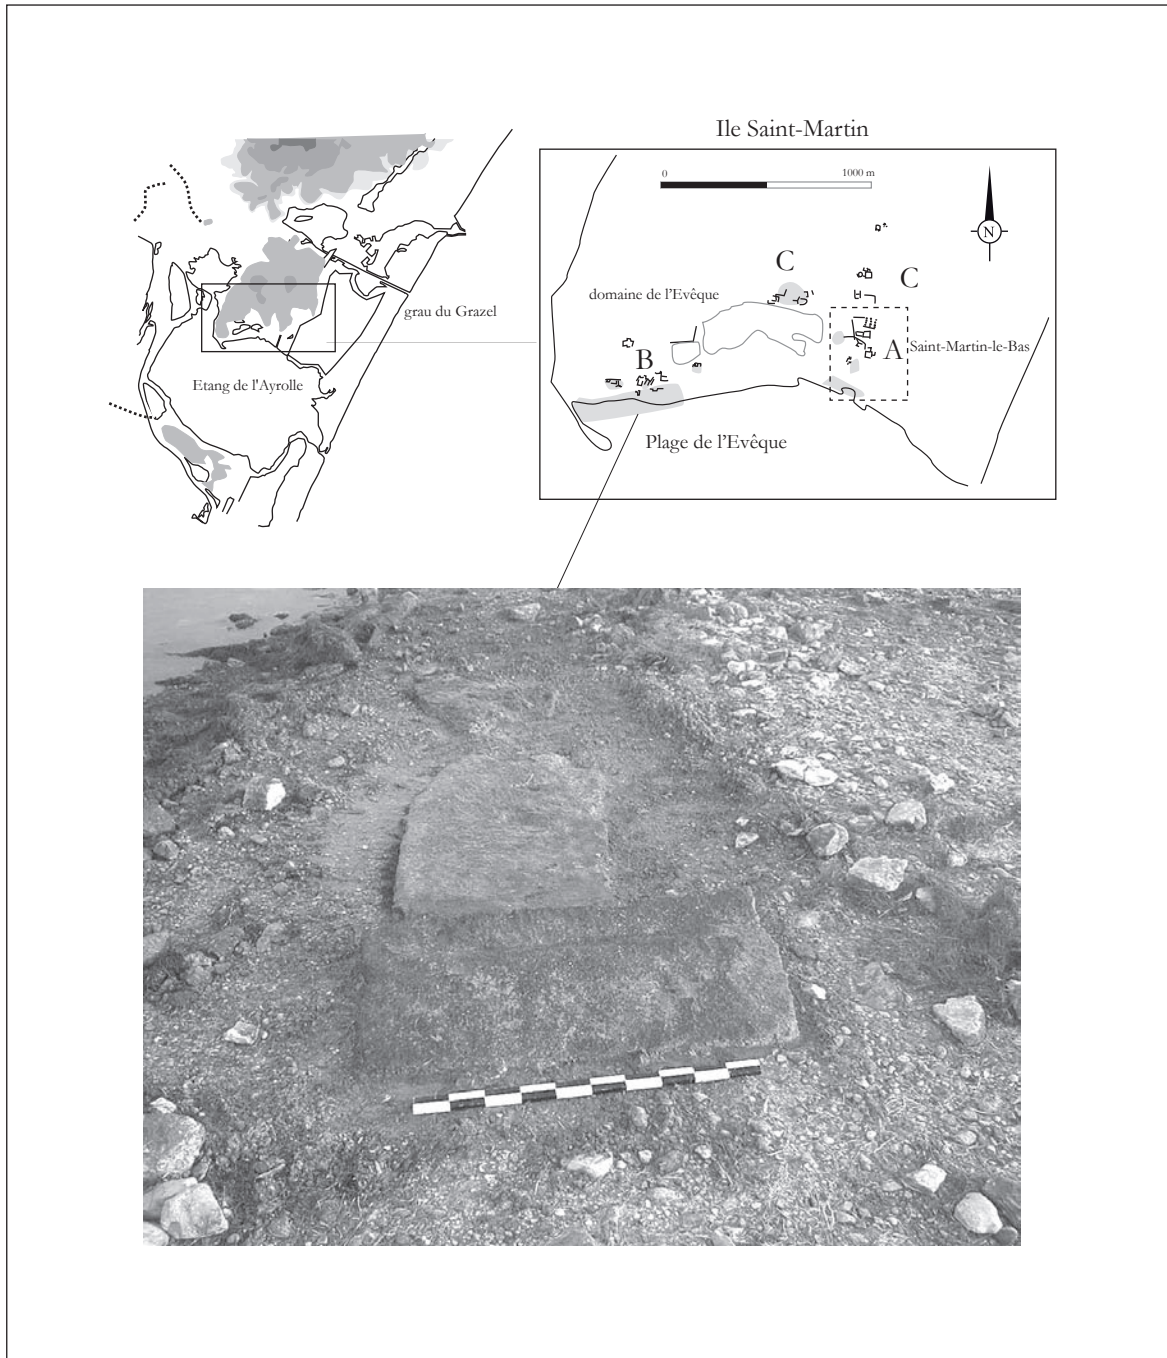 Ile Saint-Martin
0 1000 m
N
C
C
domaine de l'Evêque
grau du Grazel
A Saint-Martin-le-Bas
B
Etang de l'Ayrolle
Plage de l'Evêque